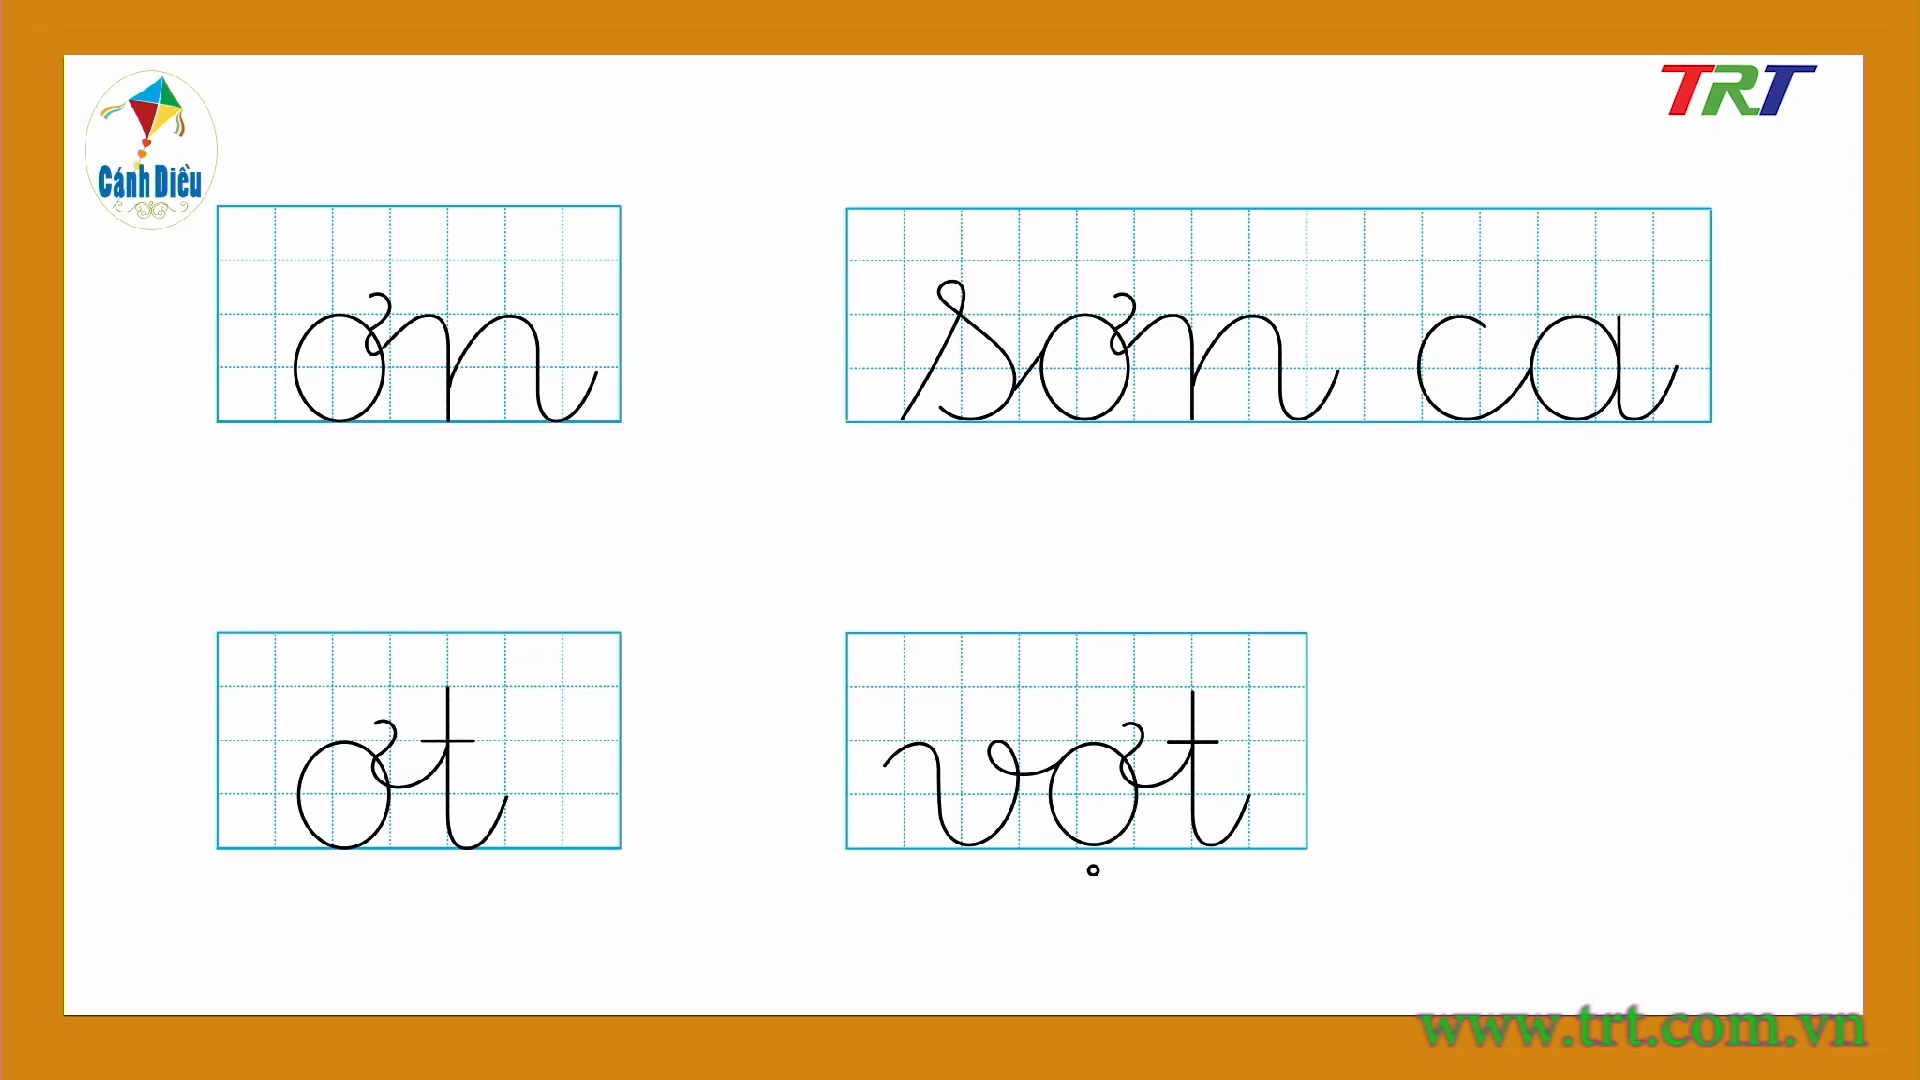 Cánh Diều
TRT
ơn
sơn ca
ơt
vợt
www.trt.com.vn